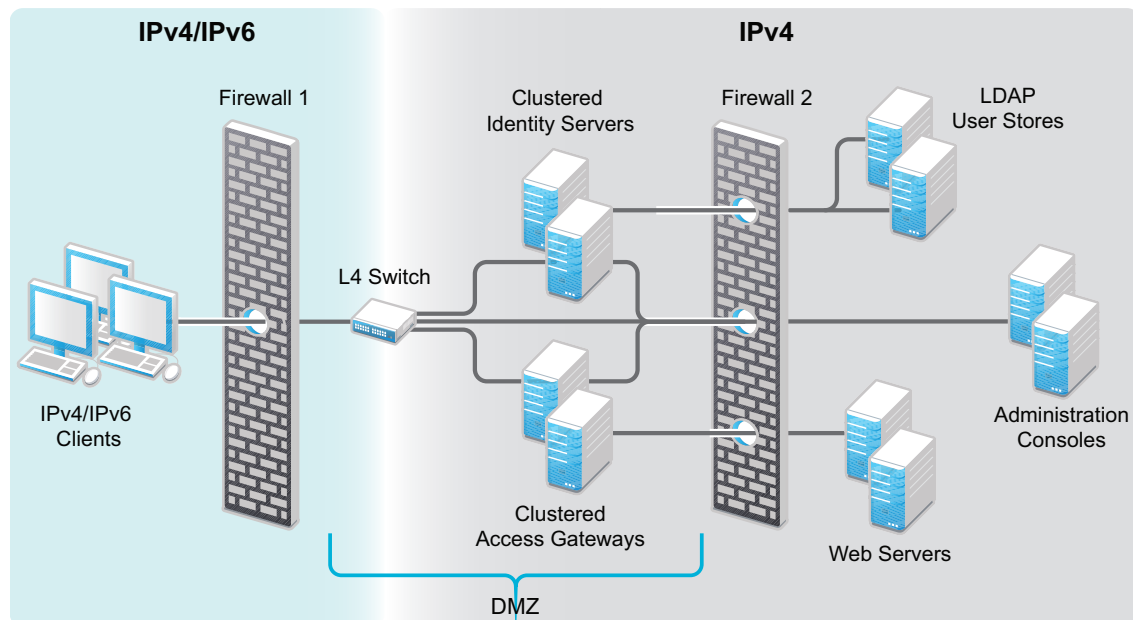 IPv4/IPv6
IPv4
Firewall 1
Clustered
Identity Servers
Firewall 2
LDAP
User Stores
L4 Switch
IPv4/IPv6
Clients
Administration
Consoles
Clustered
Access Gateways
Web Servers
DMZ